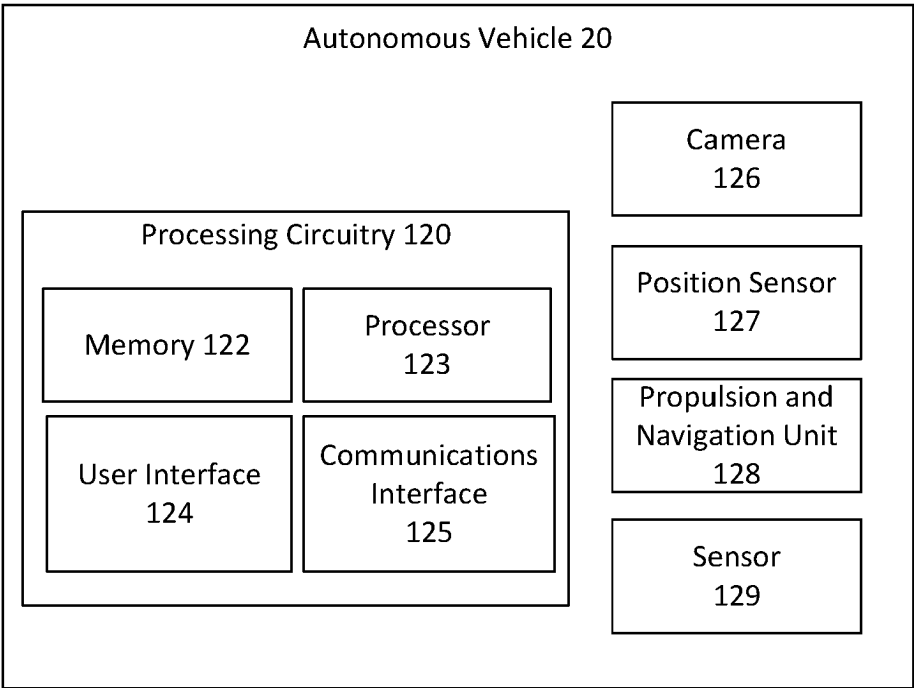 Autonomous Vehicle 20
Processing Circuitry 120
Memory 122
Processor
123
User Interface
124
Communications
Interface
125
Camera
126
Position Sensor
127
Propulsion and
Navigation Unit
128
Sensor
129